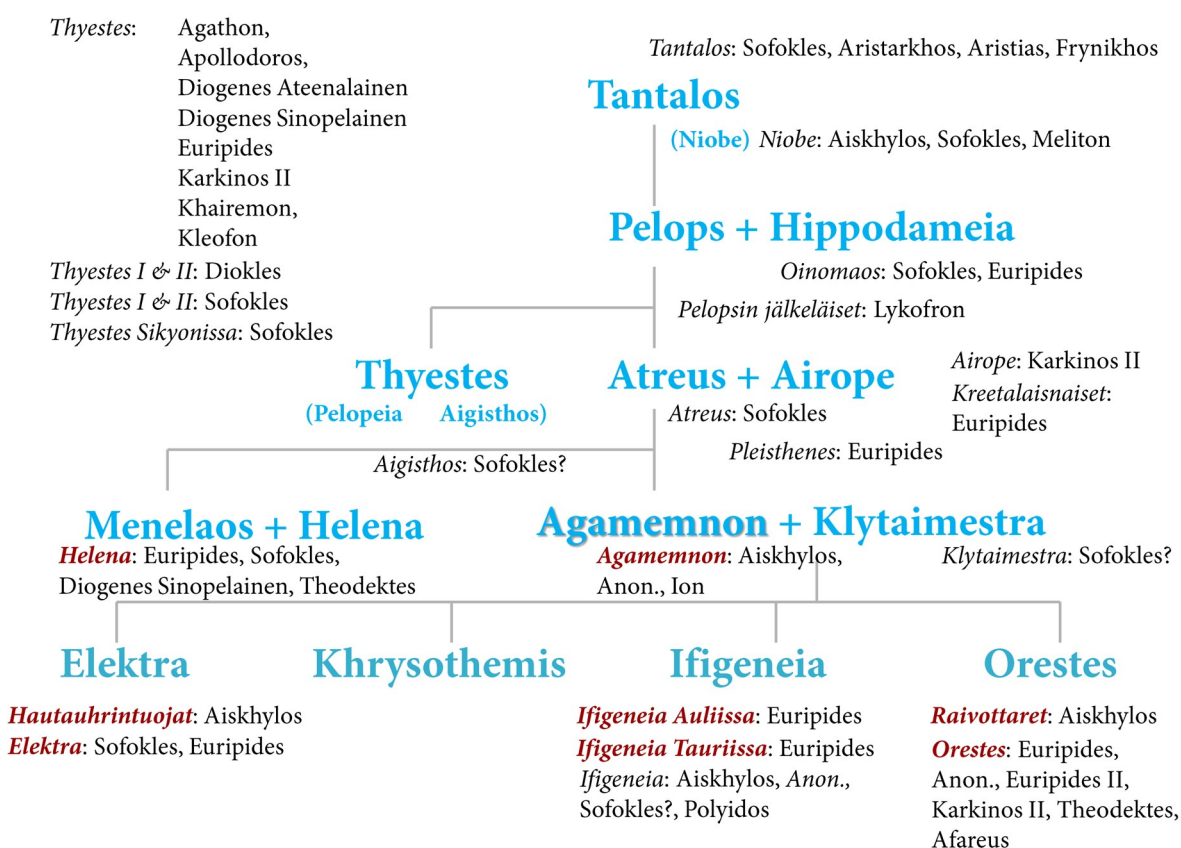 Thyestes: Agathon,
Apollodoros,
Diogenes Ateenalainen
Diogenes Sinopelainen
Euripides
Karkinos II
Khairemon,
Kleofon
Thyestes I & II: Diokles
Thyestes I & II: Sofokles
Thyestes Sikyonissa: Sofokles
Tantalos: Sofokles, Aristarkhos, Aristias, Frynikhos
Tantalos
(Niobe) Niobe: Aiskhylos, Sofokles, Meliton
Pelops + Hippodameia
Oinomaos: Sofokles, Euripides
Pelopsin jälkeläiset: Lykofron
Thyestes
(Pelopeia Aigisthos)
Aigisthos: Sofokles?
Atreus + Airope
Atreus: Sofokles
Pleisthenes: Euripides
Airope: Karkinos II
Kreetalaisnaiset:
Euripides
Menelaos + Helena
Helena: Euripides, Sofokles,
Diogenes Sinopelainen, Theodektes
Agamemnon + Klytaimestra
Agamemnon: Aiskhylos,
Anon., Ion
Klytaimestra: Sofokles?
Elektra
Hautauhrintuojat: Aiskhylos
Elektra: Sofokles, Euripides
Khrysothemis
Ifigeneia
Ifigeneia Auliissa: Euripides
Ifigeneia Tauriissa: Euripides
Ifigeneia: Aiskhylos, Anon.,
Sofokles?, Polyidos
Orestes
Raivottaret: Aiskhylos
Orestes: Euripides,
Anon., Euripides II,
Karkinos II, Theodektes,
Afareus